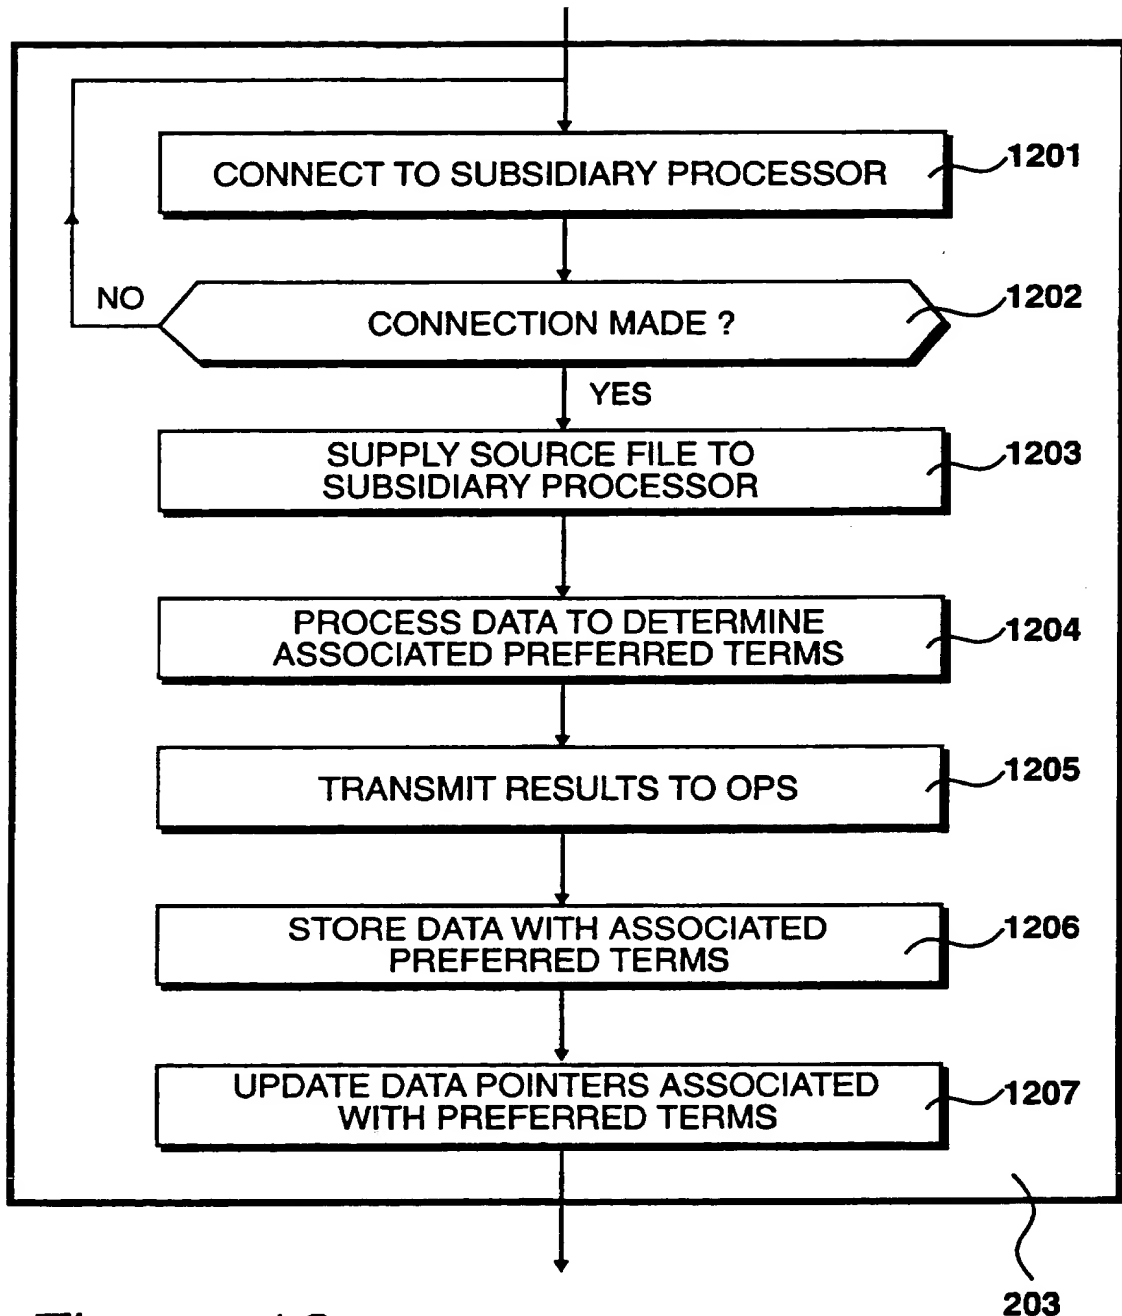 CONNECT TO SUBSIDIARY PROCESSOR
1201
NO
CONNECTION MADE ?
1202
YES
SUPPLY SOURCE FILE TO
SUBSIDIARY PROCESSOR
1203
PROCESS DATA TO DETERMINE
ASSOCIATED PREFERRED TERMS
1204
TRANSMIT RESULTS TO OPS
1205
STORE DATA WITH ASSOCIATED
PREFERRED TERMS
1206
UPDATE DATA POINTERS ASSOCIATED
WITH PREFERRED TERMS
1207
203